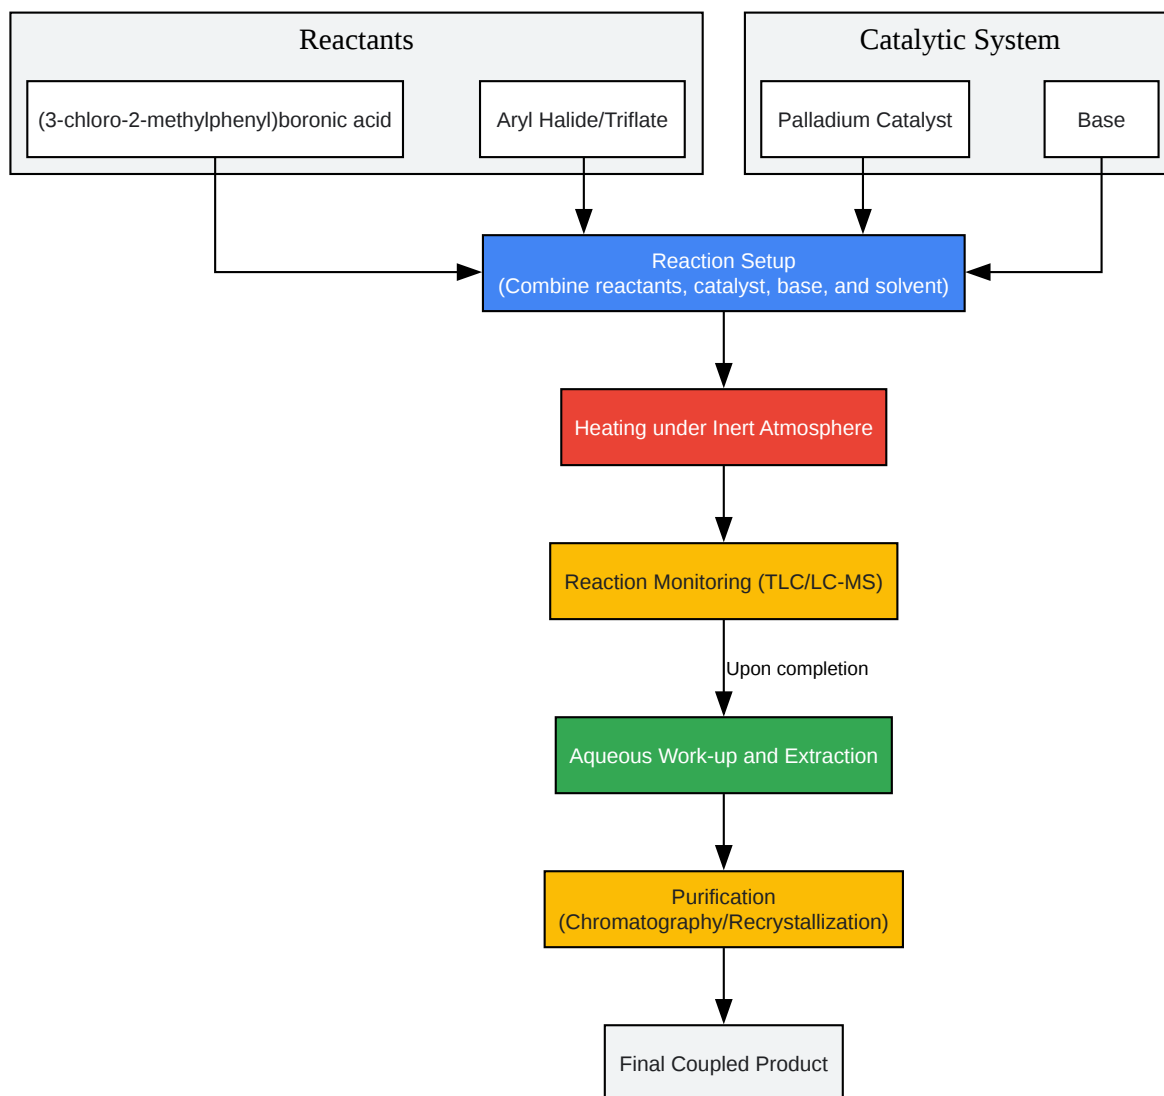 Reactants
Catalytic System
(3-chloro-2-methylphenyl)boronic acid
Aryl Halide/Triflate
Palladium Catalyst
Base
Reaction Setup
(Combine reactants, catalyst, base, and solvent)
Heating under Inert Atmosphere
Reaction Monitoring (TLC/LC-MS)
Upon completion
Aqueous Work-up and Extraction
Purification
(Chromatography/Recrystallization)
Final Coupled Product